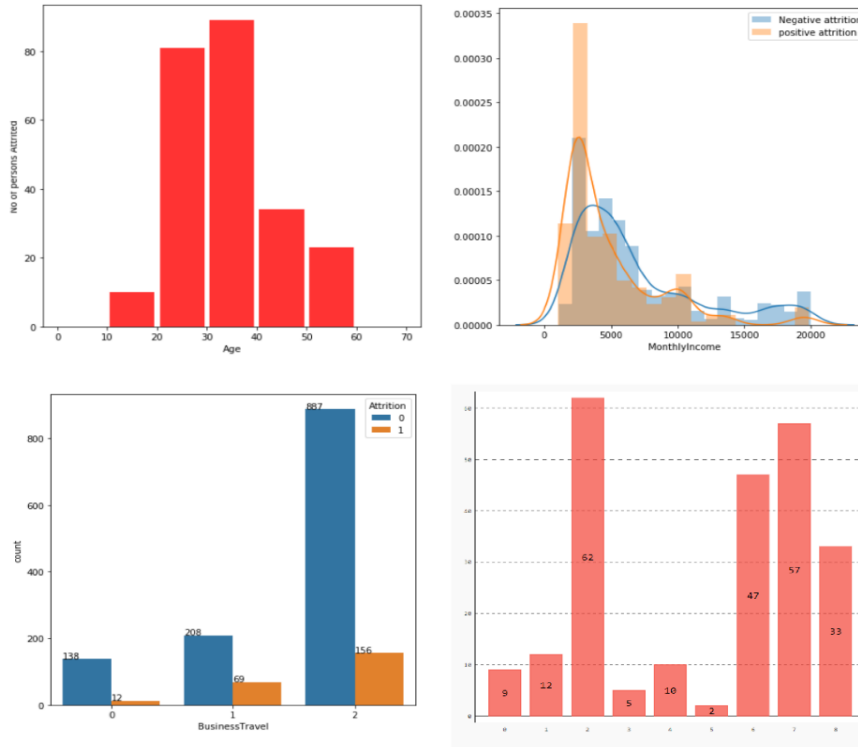 80
60
40
20
0
0 10 20 30 40 50 60 70
No of persons Attrited
Age
0.00035
0.00030
0.00025
0.00020
0.00015
0.00010
0.00005
0.00000
0 5000 10000 15000 20000
MonthlyIncome
Negative attrition
positive attrition
800
600
400
200
0
count
887
208
156
138
69
12
0 1 2
BusinessTravel
Attrition
0
1
62
57
47
33
12
10
9
5
2
0 1 2 3 4 5 6 7 8